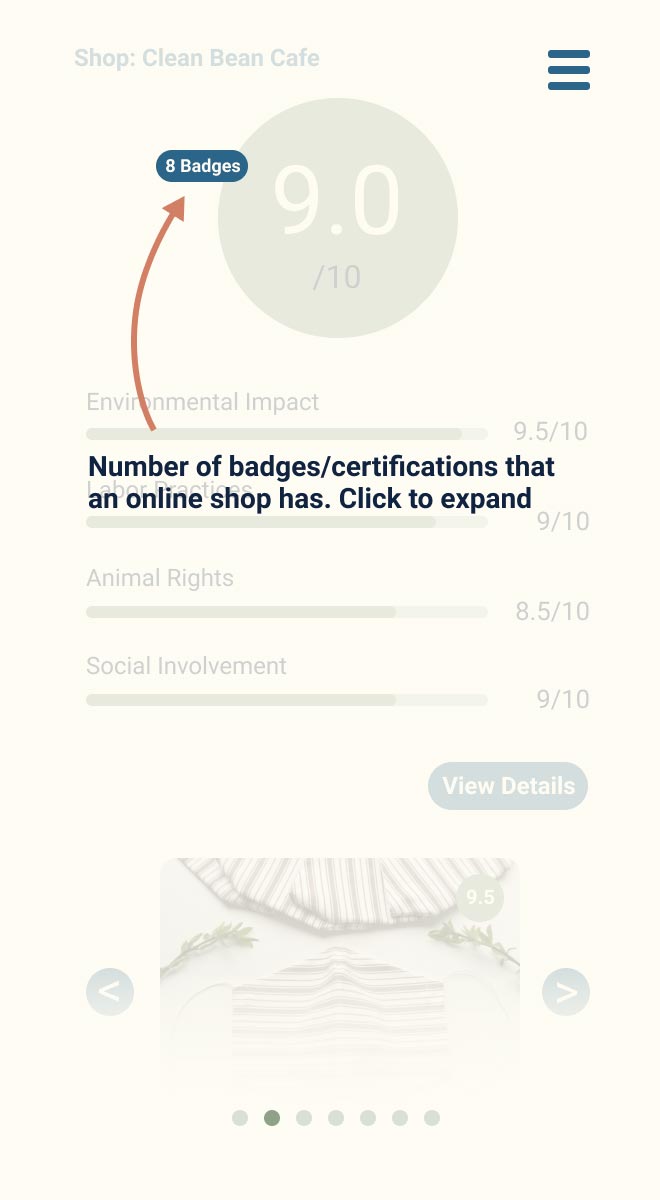 Shop: Clean Bean Cafe
8 Badges
9.0
/10
Environmental Impact
9.5/10
Number of badges/certifications that
an online shop has. Click to expand
Labor Practices
9/10
Animal Rights
8.5/10
Social Involvement
9/10
View Details
9.5
<
>